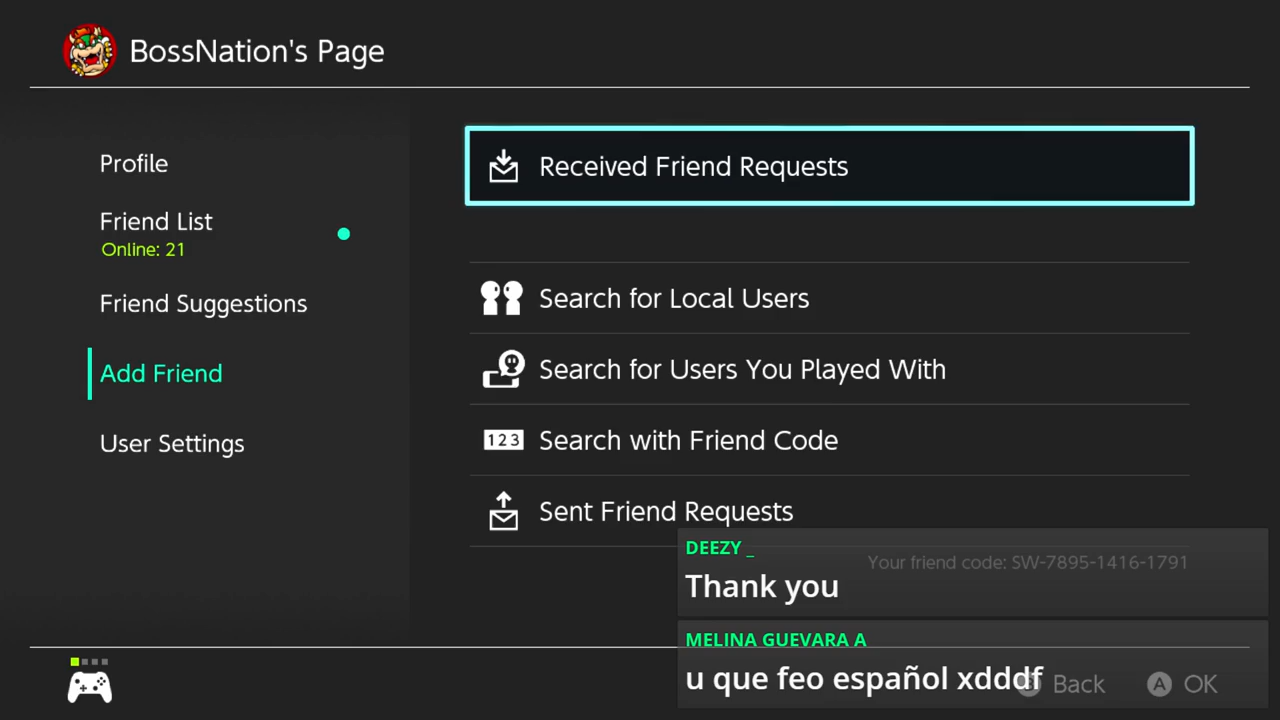 BossNation's Page
Profile
Friend List
Online: 21
Friend Suggestions
Add Friend
User Settings
Received Friend Requests
Search for Local Users
Search for Users You Played With
123 Search with Friend Code
Sent Friend Requests
Your friend code: SW-7895-1416-1791
DEEZY _
Thank you
MELINA GUEVARA A
u que feo español xdddf
Back
A OK